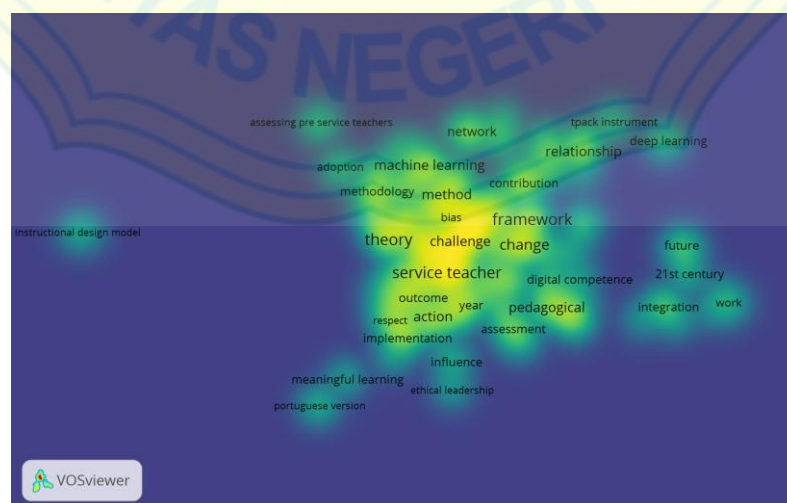 TAS NEGERI
assessing pre service teachers
network
tpack instrument
deep learning
relationship
adoption
machine learning
contribution
methodology
method
bias
framework
instructional design model
theory
challenge
change
future
service teacher
digital competence
21st century
outcome
year
pedagogical
integration
work
respect
action
assessment
implementation
influence
meaningful learning
ethical leadership
portuguese version
VOSviewer